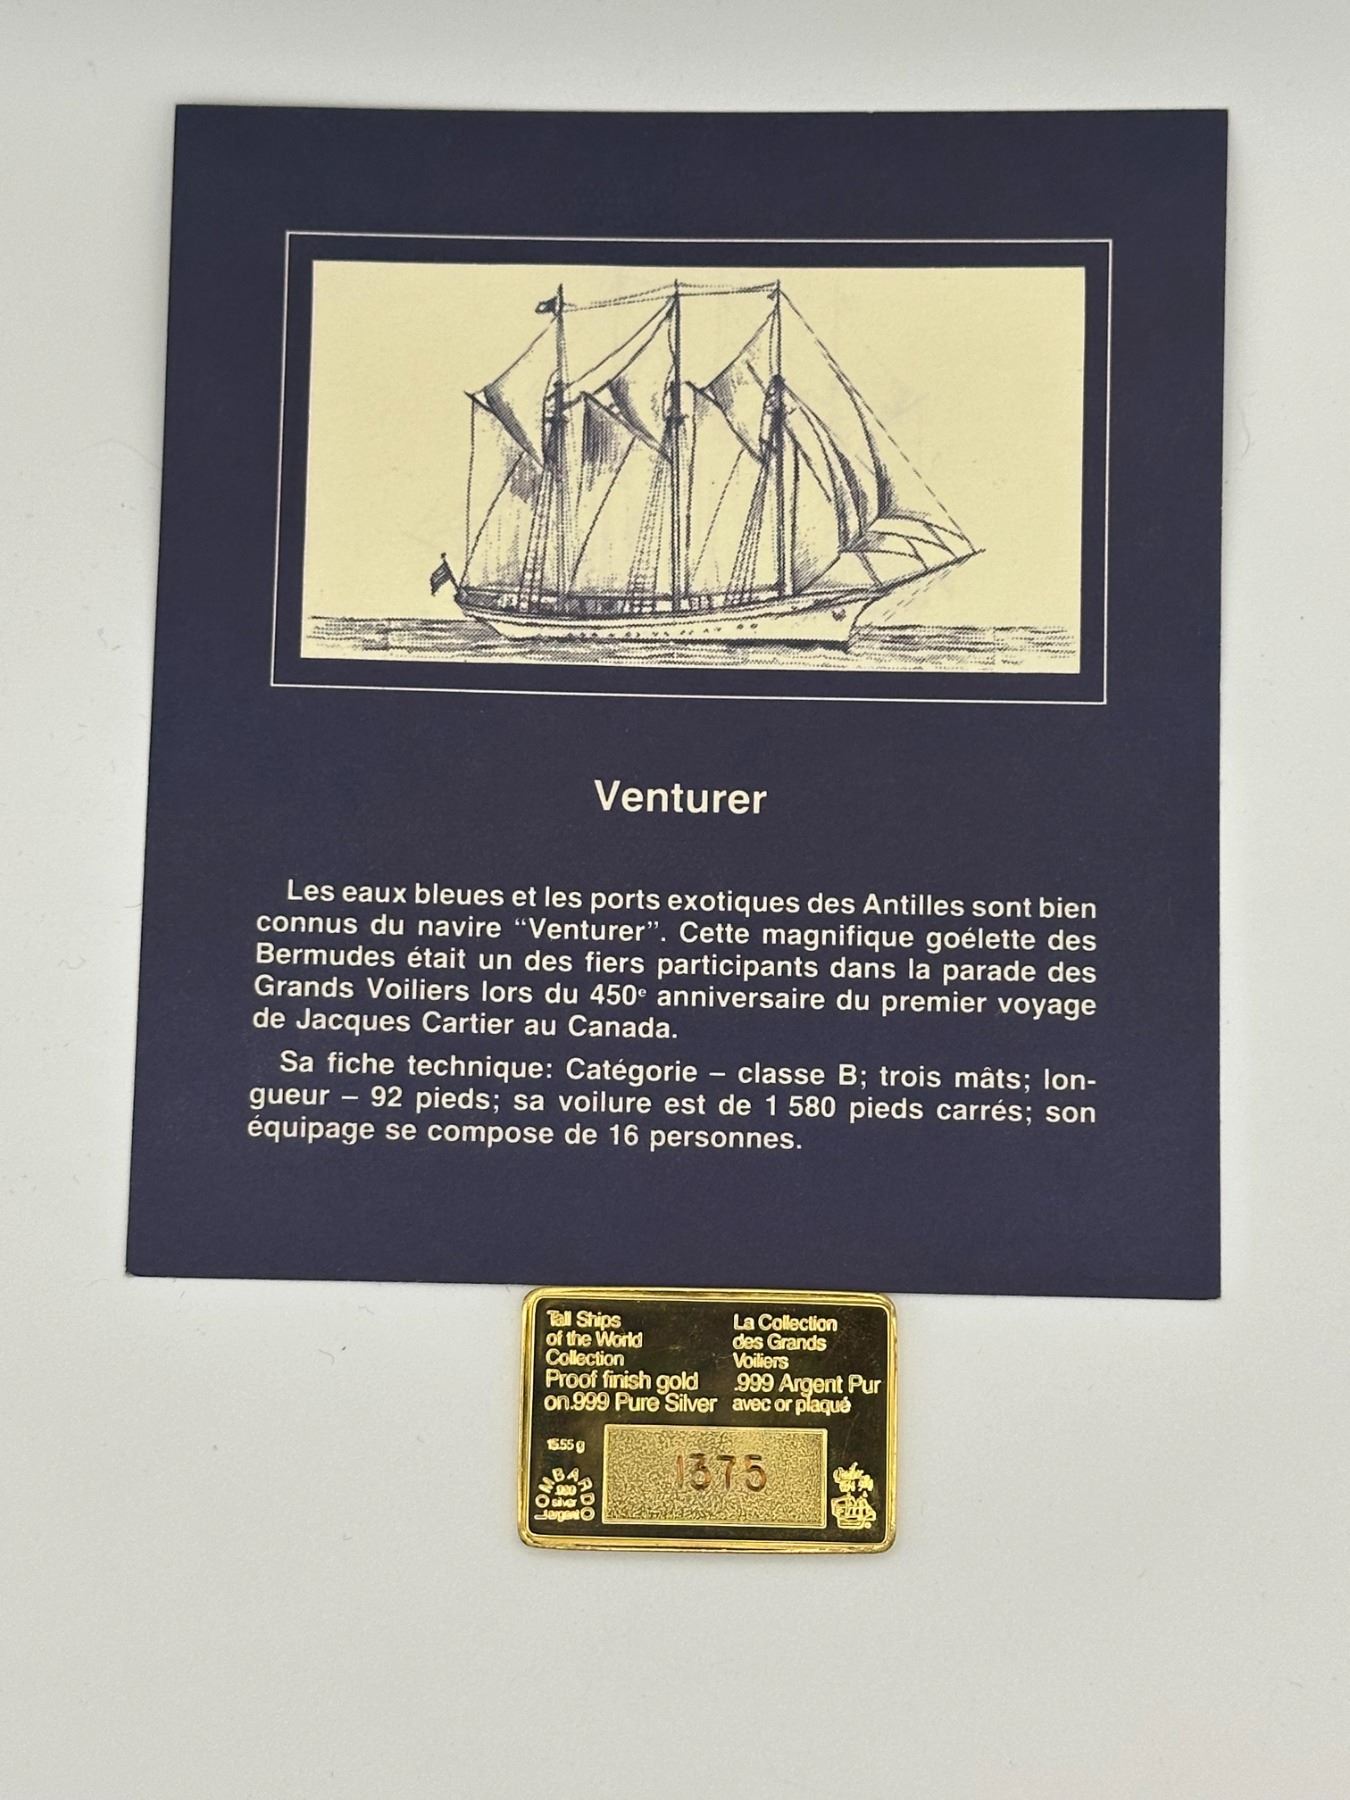 Venturer
Les eaux bleues et les ports exotiques des Antilles sont bien
connus du navire “Venturer”. Cette magnifique goélette des
Bermudes était un des fiers participants dans la parade des
Grands Voiliers lors du 450e anniversaire du premier voyage
de Jacques Cartier au Canada.
Sa fiche technique: Catégorie – classe B; trois mâts; lon-
gueur – 92 pieds; sa voilure est de 1 580 pieds carrés; son
équipage se compose de 16 personnes.
Tall Ships
of the World
Collection
Proof finish gold
on .999 Pure Silver
La Collection
des Grands
Voiliers
.999 Argent Pur
avec or plaqué
15.55 g
LOMBARDO
.999
silver
argent
1375